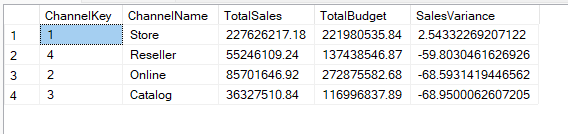 ChannelKey ChannelName TotalSales TotalBudget SalesVariance
1 1 Store 227626217.18 221980535.84 2.54332269207122
2 4 Reseller 55246109.24 137438546.87 -59.8030461626926
3 2 Online 85701646.92 272875582.68 -68.5931419446562
4 3 Catalog 36327510.84 116996837.89 -68.9500062607205